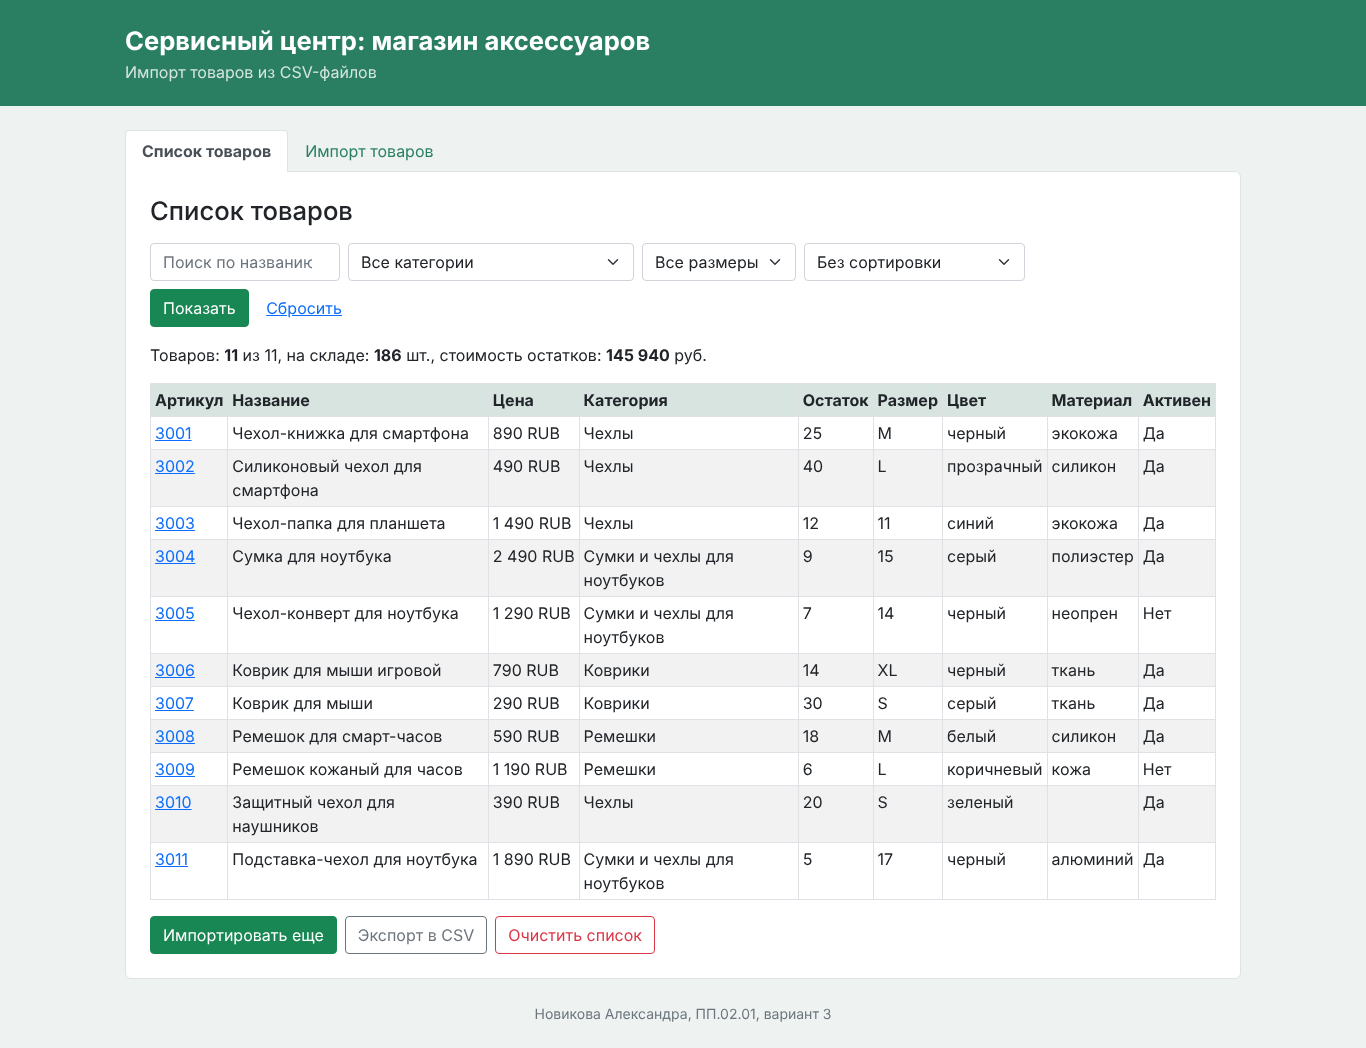 Сервисный центр: магазин аксессуаров
Импорт товаров из CSV-файлов
Список товаров Импорт товаров
Список товаров
Поиск по названик Все категории Все размеры Без сортировки
Показать Сбросить
Товаров: 11 из 11, на складе: 186 шт., стоимость остатков: 145 940 руб.
Артикул Название Цена Категория Остаток Размер Цвет Материал Активен
3001 Чехол-книжка для смартфона 890 RUB Чехлы 25 M черный экокожа Да
3002 Силиконовый чехол для смартфона 490 RUB Чехлы 40 L прозрачный силикон Да
3003 Чехол-папка для планшета 1 490 RUB Чехлы 12 11 синий экокожа Да
3004 Сумка для ноутбука 2 490 RUB Сумки и чехлы для ноутбуков 9 15 серый полиэстер Да
3005 Чехол-конверт для ноутбука 1 290 RUB Сумки и чехлы для ноутбуков 7 14 черный неопрен Нет
3006 Коврик для мыши игровой 790 RUB Коврики 14 XL черный ткань Да
3007 Коврик для мыши 290 RUB Коврики 30 S серый ткань Да
3008 Ремешок для смарт-часов 590 RUB Ремешки 18 M белый силикон Да
3009 Ремешок кожаный для часов 1 190 RUB Ремешки 6 L коричневый кожа Нет
3010 Защитный чехол для наушников 390 RUB Чехлы 20 S зеленый Да
3011 Подставка-чехол для ноутбука 1 890 RUB Сумки и чехлы для ноутбуков 5 17 черный алюминий Да
Импортировать еще Экспорт в CSV Очистить список
Новикова Александра, ПП.02.01, вариант 3